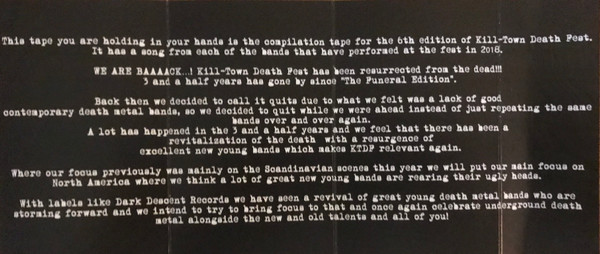 This tape you are holding in your hands is the compilation tape for the 6th edition of Kill-Town Death Fest.
It has a song from each of the bands that have performed at the fest in 2018.
WE ARE BAAAACK...! Kill-Town Death Fest has been resurrected from the dead!!!
3 and a half years has gone by since "The Funeral Edition".
Back then we decided to call it quits due to what we felt was a lack of good
contemporary death metal bands, so we decided to quit while we were ahead instead of just repeating the same
bands over and over again.
A lot has happened in the 3 and a half years and we feel that there has been a
revitalization of the death with a resurgence of
excellent new young bands which makes KTDF relevant again.
Where our focus previously was mainly on the Scandinavian scenes this year we will put our main focus on
North America where we think a lot of great new young bands are rearing their ugly heads.
With labels like Dark Descent Records we have seen a revival of great young death metal bands who are
storming forward and we intend to try to bring focus to that and once again celebrate underground death
metal alongside the new and old talents and all of you!